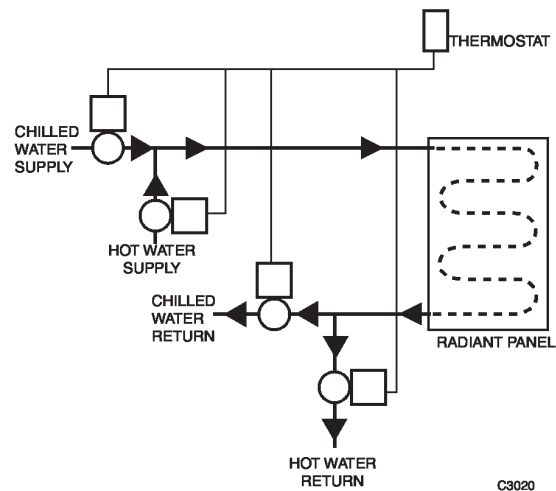 THERMOSTAT
CHILLED
WATER
SUPPLY
HOT WATER
SUPPLY
CHILLED
WATER
RETURN
RADIANT PANEL
HOT WATER
RETURN
C3020